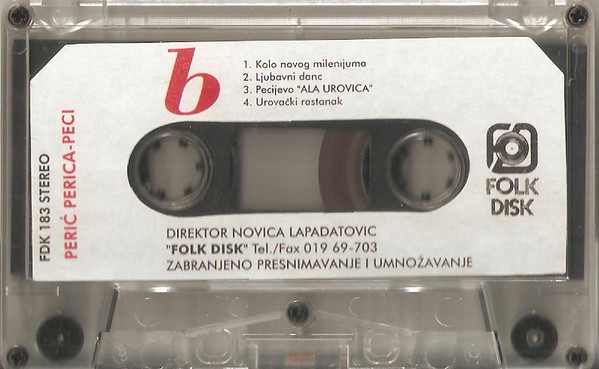 b
1. Kolo novog milenijuma
2. Ljubavni danc
3. Pecijevo "ALA UROVICA"
4. Urovački rastanak
FDK 183 STEREO
PERIĆ PERICA-PECI
FOLK
DISK
DIREKTOR NOVICA LAPADATOVIC
"FOLK DISK" Tel./Fax 019 69-703
ZABRANJENO PRESNIMAVANJE I UMNOŽAVANJE